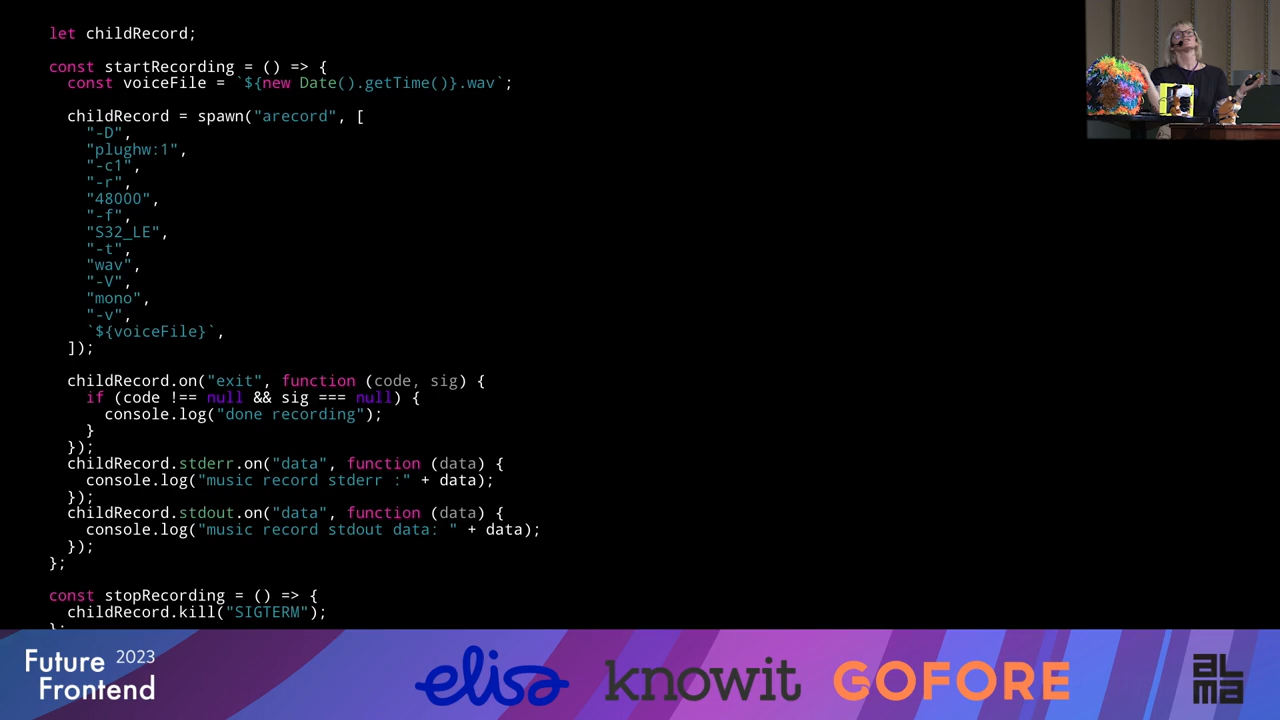 let childRecord;
const startRecording = () => {
  const voiceFile = `${new Date().getTime()}.wav`;
  childRecord = spawn("arecord", [
    "-D",
    "plughw:1",
    "-c1",
    "-r",
    "48000",
    "-f",
    "S32_LE",
    "-t",
    "wav",
    "-V",
    "mono",
    "-v",
    `${voiceFile}`,
  ]);
  childRecord.on("exit", function (code, sig) {
    if (code !== null && sig === null) {
      console.log("done recording");
    }
  });
  childRecord.stderr.on("data", function (data) {
    console.log("music record stderr :" + data);
  });
  childRecord.stdout.on("data", function (data) {
    console.log("music record stdout data: " + data);
  });
};
const stopRecording = () => {
  childRecord.kill("SIGTERM");
};
Future 2023
Frontend
elisa
knowit
GOFORE
aL
ma